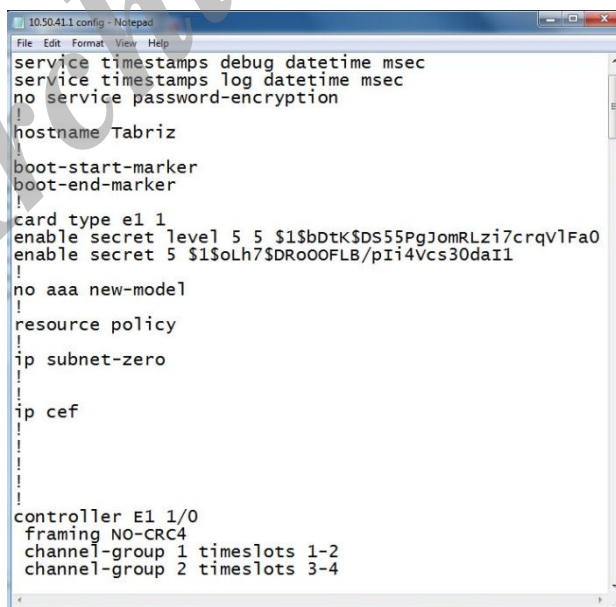 10.50.41.1 config - Notepad
File Edit Format View Help
service timestamps debug datetime msec
service timestamps log datetime msec
no service password-encryption
!
hostname Tabriz
!
boot-start-marker
boot-end-marker
!
card type e1 1
enable secret level 5 5 $1$bDtK$DS55PgJomRLzi7crqVlFa0
enable secret 5 $1$oLh7$DRoOOFLB/pIi4Vcs30daI1
!
no aaa new-model
!
resource policy
!
ip subnet-zero
!
!
ip cef
!
!
!
!
!
controller E1 1/0
framing NO-CRC4
channel-group 1 timeslots 1-2
channel-group 2 timeslots 3-4